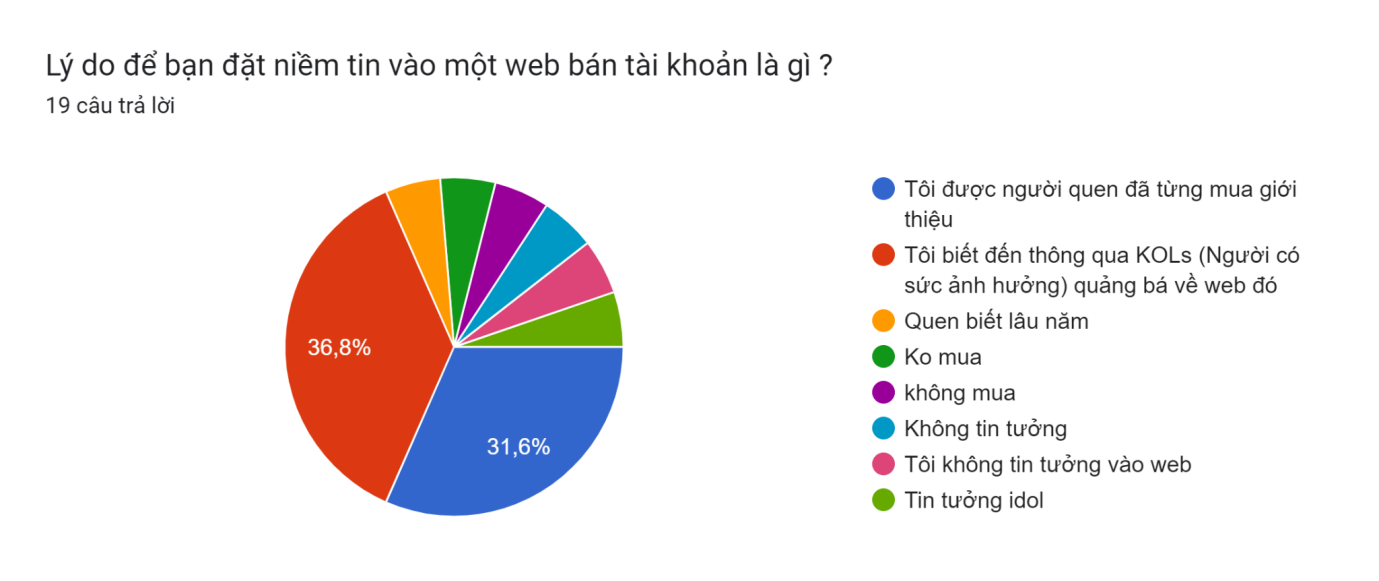 Lý do để bạn đặt niềm tin vào một web bán tài khoản là gì ?
19 câu trả lời
36,8%
31,6%
Tôi được người quen đã từng mua giới
thiệu
Tôi biết đến thông qua KOLs (Người có
sức ảnh hưởng) quảng bá về web đó
Quen biết lâu năm
Ko mua
không mua
Không tin tưởng
Tôi không tin tưởng vào web
Tin tưởng idol